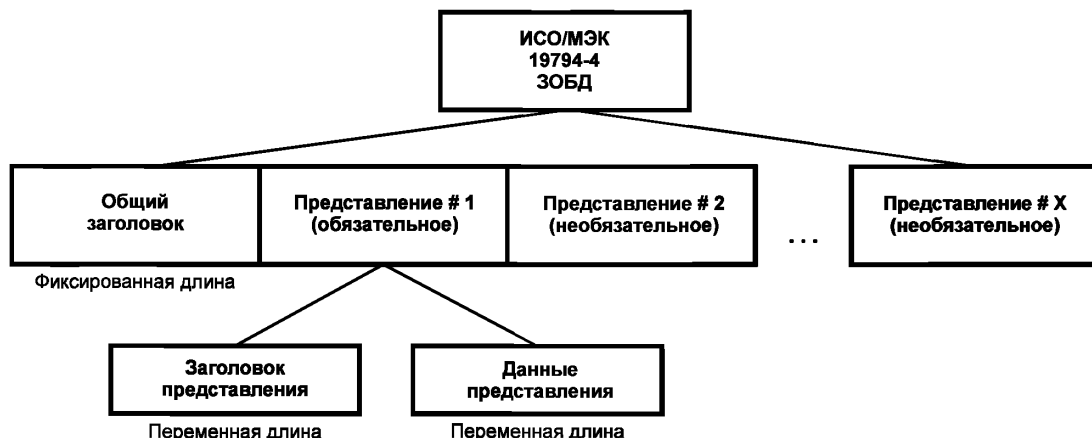 ИСО/МЭК
19794-4
ЗОБД
Общий
заголовок
Представление # 1
(обязательное)
Представление # 2
(необязательное)
...
Представление # X
(необязательное)
Фиксированная длина
Заголовок
представления
Данные
представления
Переменная длина
Переменная длина